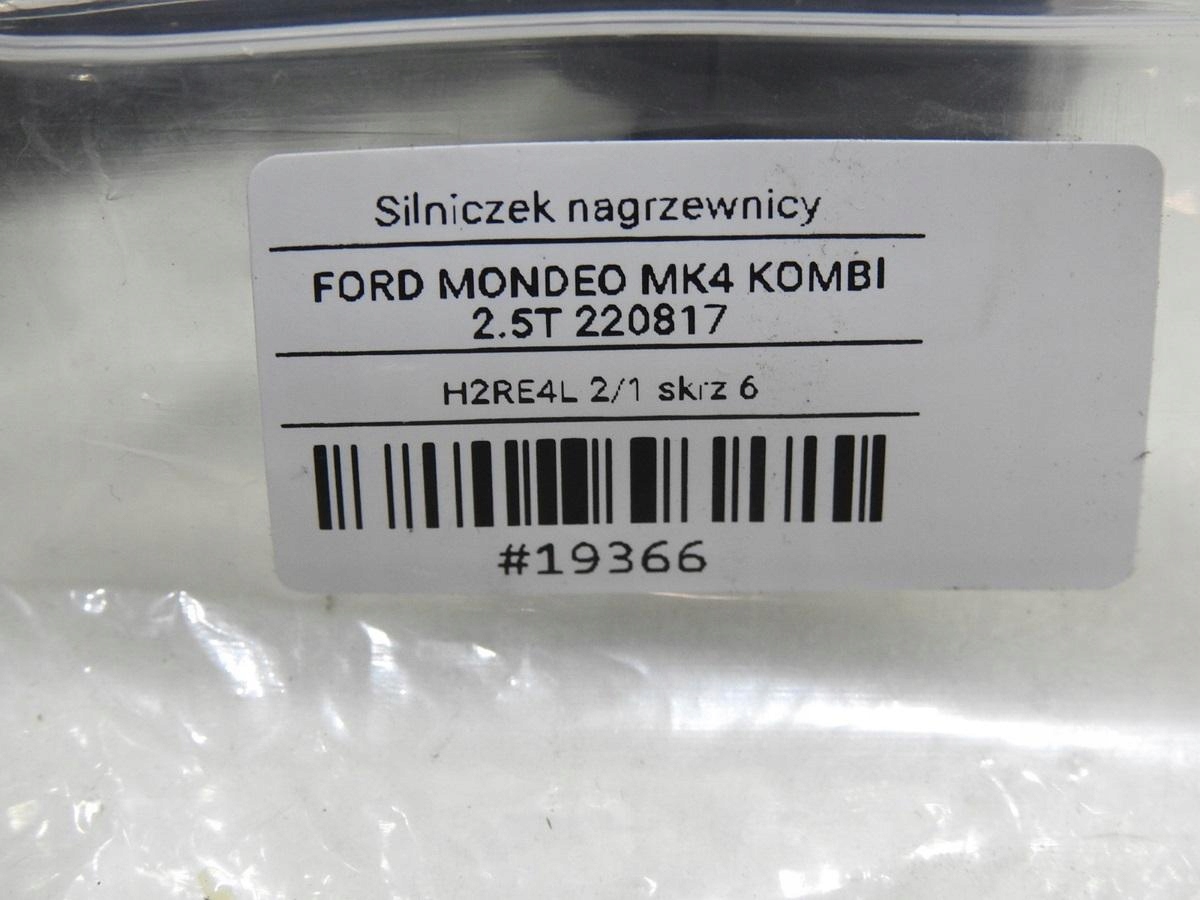 Silniczek nagrzewnicy
FORD MONDEO MK4 KOMBI
2.5T 220817
H2RE4L 2/1 skrz 6
#19366